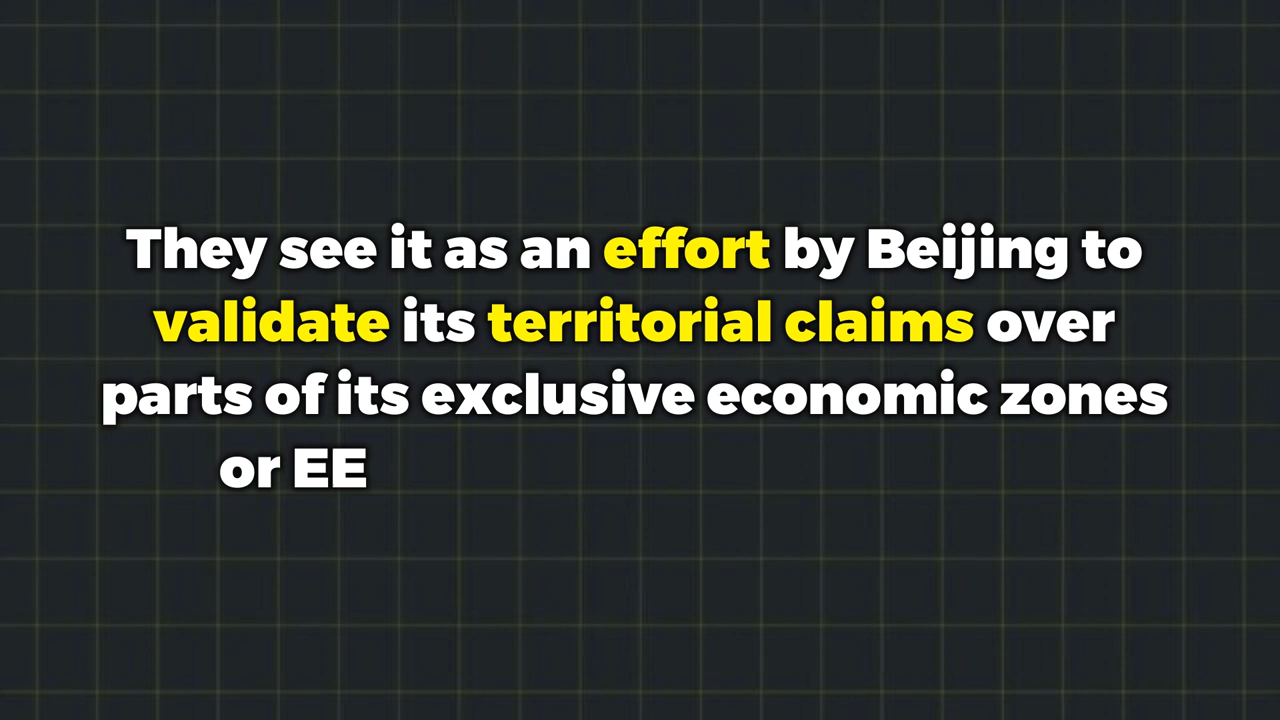 They see it as an effort by Beijing to
validate its territorial claims over
parts of its exclusive economic zones
or EE